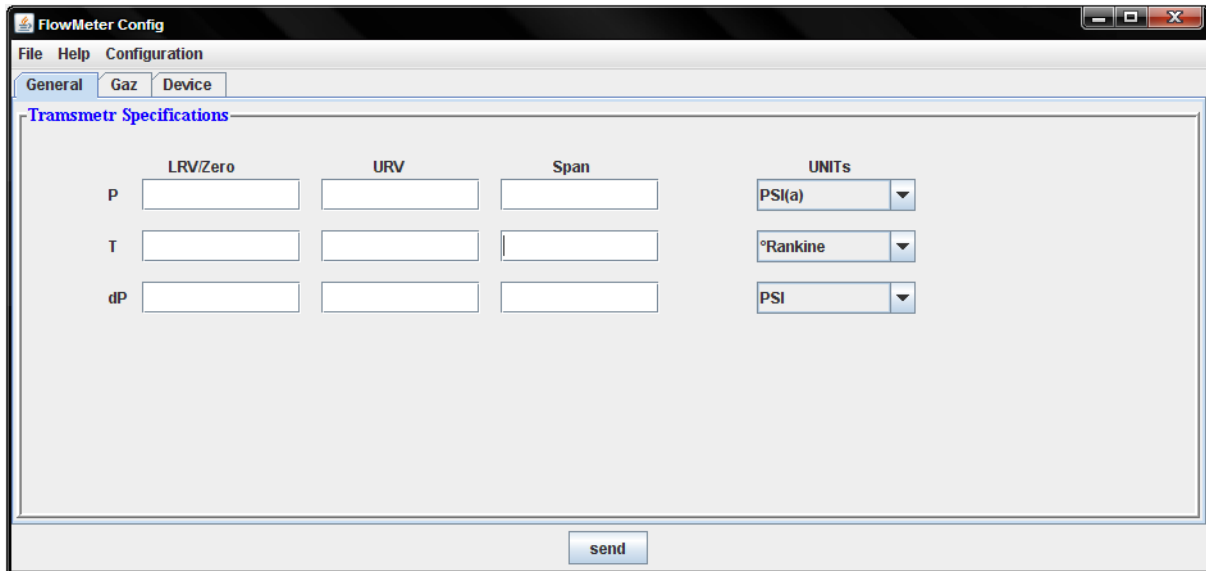 FlowMeter Config
File Help Configuration
General Gaz Device
Tramsmetr Specifications
LRV/Zero URV Span UNITs
P PSI(a)
T °Rankine
dP PSI
send